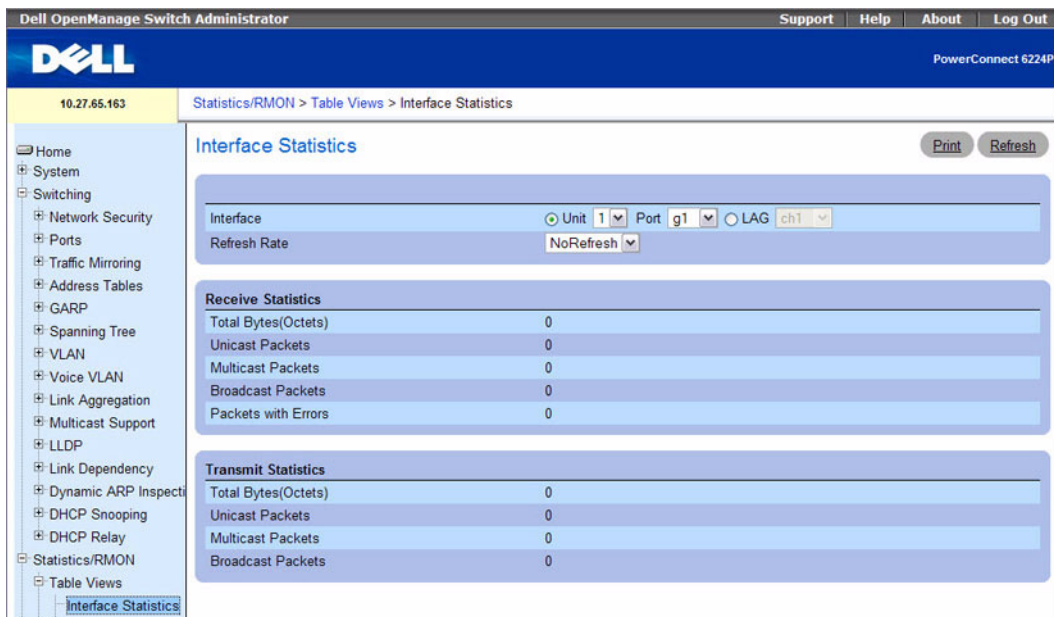 Dell OpenManage Switch Administrator
Support Help About Log Out
DELL
PowerConnect 6224P
10.27.65.163
Statistics/RMON > Table Views > Interface Statistics
Home
System
Switching
Network Security
Ports
Traffic Mirroring
Address Tables
GARP
Spanning Tree
VLAN
Voice VLAN
Link Aggregation
Multicast Support
LLDP
Link Dependency
Dynamic ARP Inspecti
DHCP Snooping
DHCP Relay
Statistics/RMON
Table Views
Interface Statistics
Interface Statistics
Print Refresh
Interface Unit 1 Port g1 LAG ch1
Refresh Rate NoRefresh
Receive Statistics
Total Bytes(Octets) 0
Unicast Packets 0
Multicast Packets 0
Broadcast Packets 0
Packets with Errors 0
Transmit Statistics
Total Bytes(Octets) 0
Unicast Packets 0
Multicast Packets 0
Broadcast Packets 0